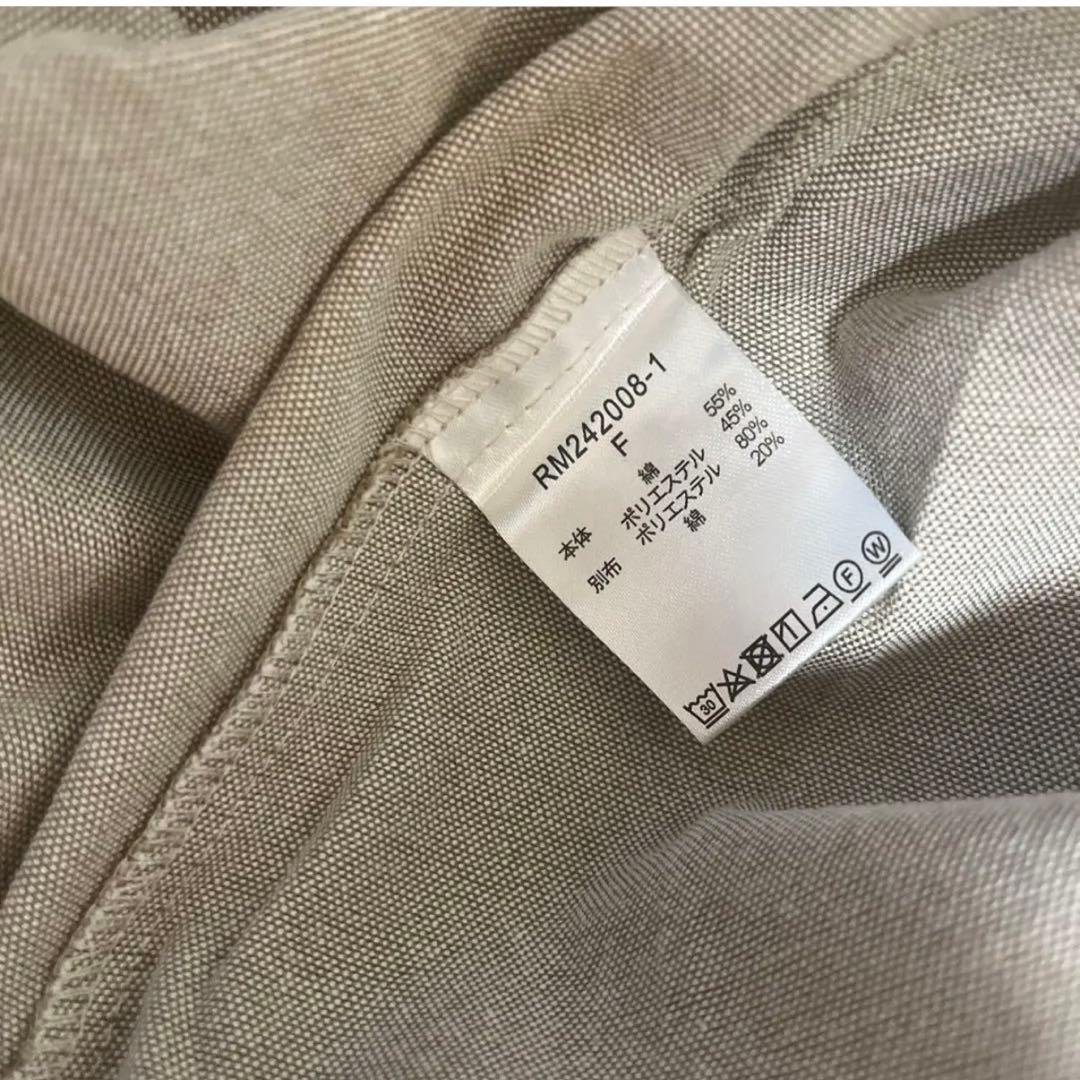 RM242008-1
F
本体 綿 55%
ポリエステル 45%
別布 ポリエステル 80%
綿 20%
30 F W